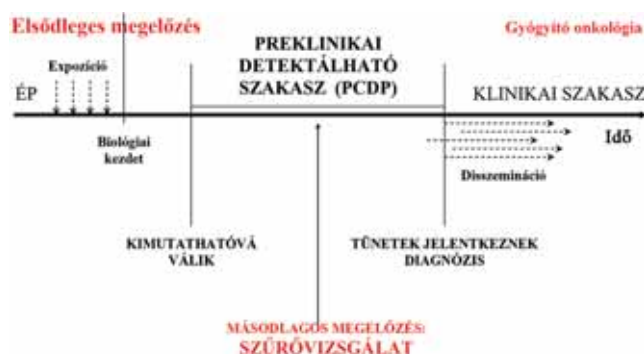 Elsődleges megelőzés
Gyógyító onkológia
PREKLINIKAI
DETEKTÁLHATÓ
SZAKASZ (PCDP)
Expozíció
ÉP
KLINIKAI SZAKASZ
Biológiai
kezdet
Idő
Disszemináció
KIMUTATHATÓVÁ
VÁLIK
TÜNETEK JELENTKEZNEK
DIAGNÓZIS
MÁSODLAGOS MEGELŐZÉS:
SZŰRŐVIZSGÁLAT